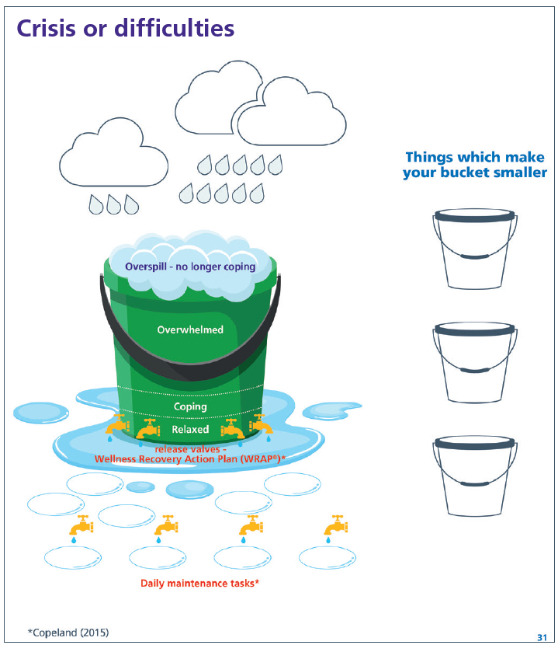 Crisis or difficulties
Things which make
your bucket smaller
Overspill - no longer coping
Overwhelmed
Coping
Relaxed
release valves -
Wellness Recovery Action Plan (WRAP®)*
Daily maintenance tasks*
*Copeland (2015)
31